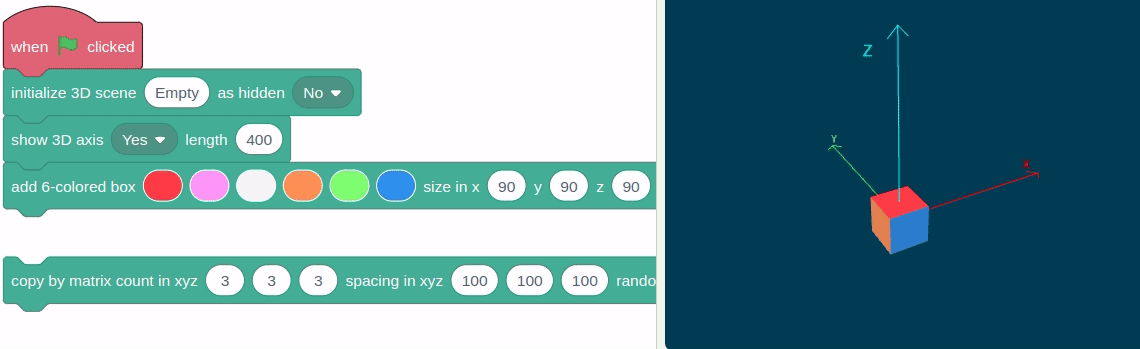 when clicked
initialize 3D scene Empty as hidden No
show 3D axis Yes length 400
add 6-colored box size in x 90 y 90 z 90
copy by matrix count in xyz 3 3 3 spacing in xyz 100 100 100 rando
Z
Y
X